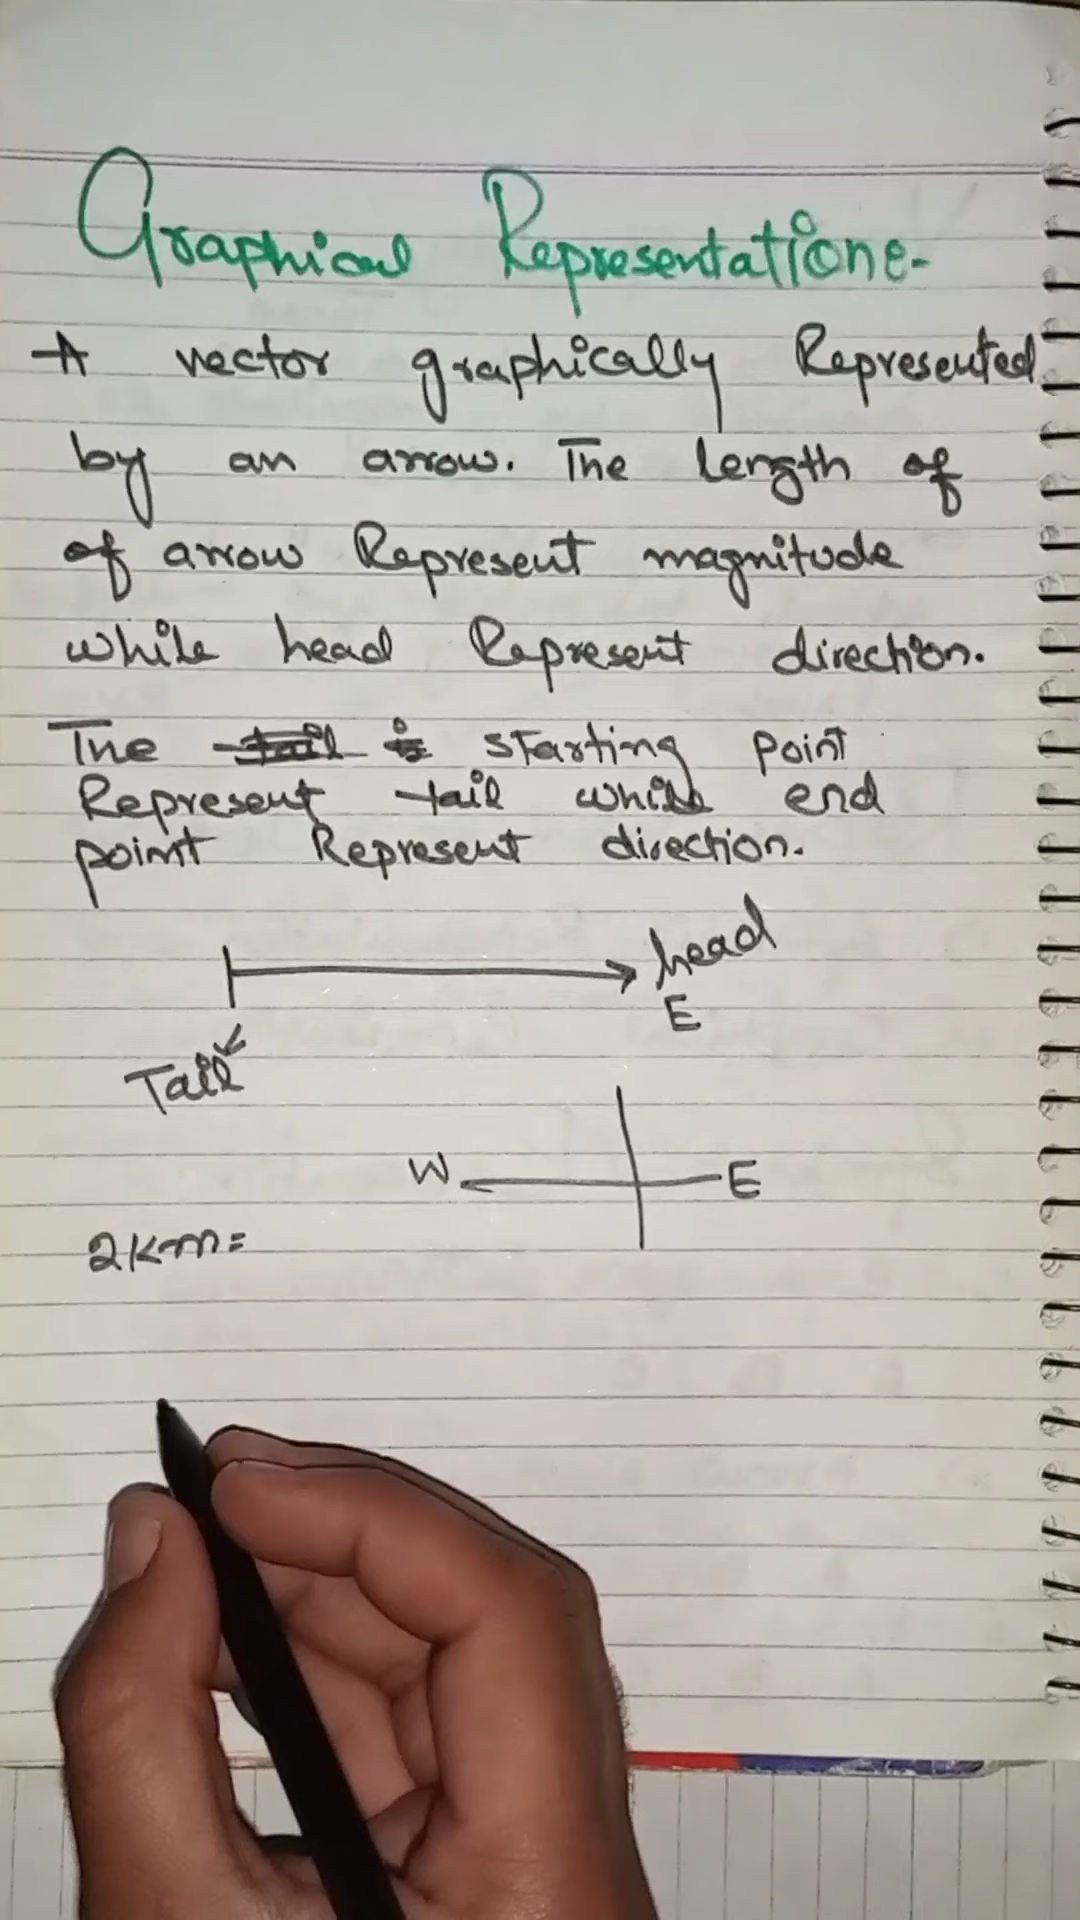 Graphical Representatione-
A vector graphically Represented
by an arrow. The length of
of arrow Represent magnitude
while head Represent direction.
The starting point
Represent tail while end
point Represent direction.
head
E
Tail
W E
2km=